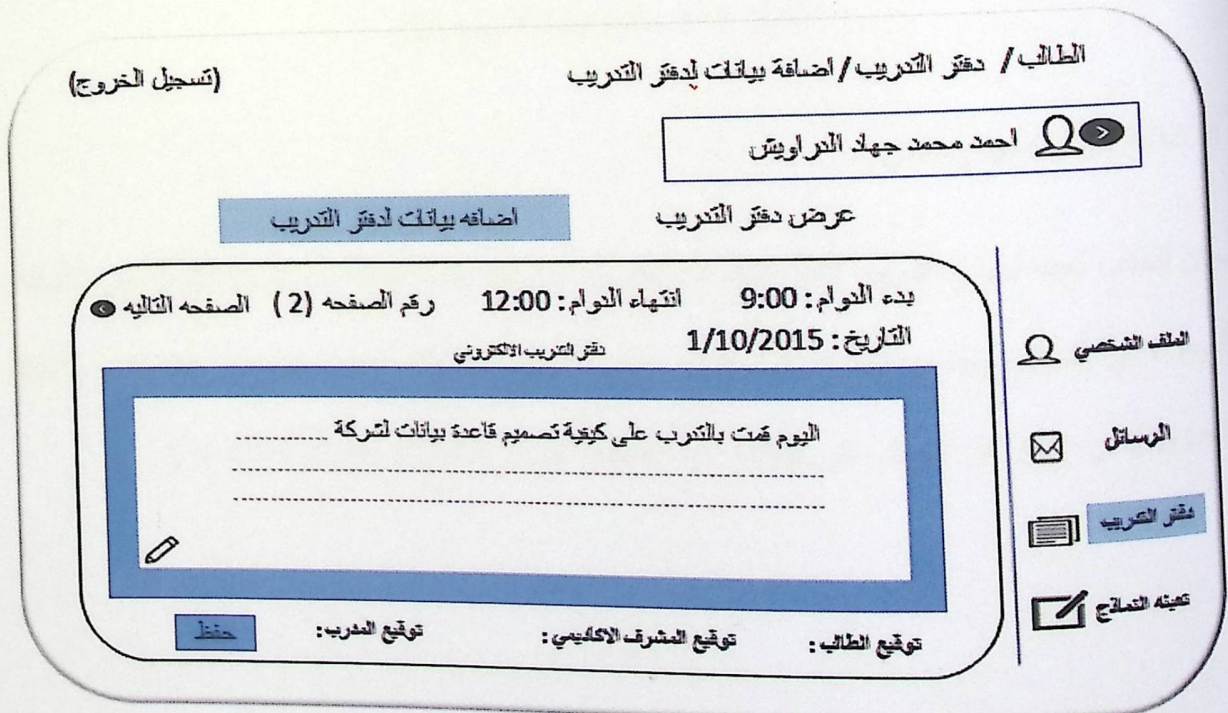 الطالب / دفتر التدريب / اضافة بيانات لدفتر التدريب
(تسجيل الخروج)
احمد محمد جهاد الدراويش
عرض دفتر التدريب
اضافه بيانات لدفتر التدريب
بدء الدوام : 9:00 انتهاء الدوام : 12:00 رقم الصفحه (2) الصفحه التاليه
التاريخ : 1/10/2015
دفتر التدريب الالكتروني
اليوم قمت بالتدرب على كيفية تصميم قاعدة بيانات لشركة
توقيع الطالب : توقيع المشرف الاكاديمي : توقيع المدرب :
حفظ
الملف الشخصي
الرسائل
دفتر التدريب
تعبئه النماذج